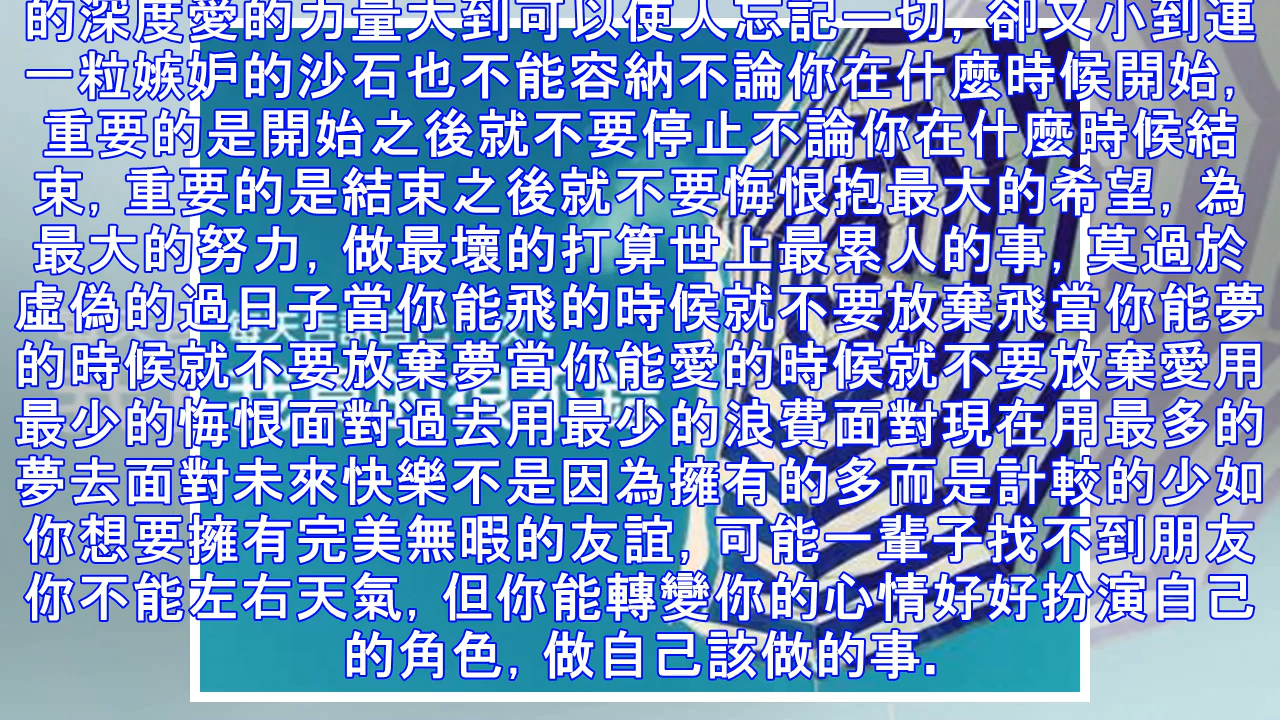 的深度愛的力量大到可以使人忘記一切, 卻又小到連
一粒嫉妒的沙石也不能容納不論你在什麼時候開始,
重要的是開始之後就不要停止不論你在什麼時候結
束, 重要的是結束之後就不要悔恨抱最大的希望, 為
最大的努力, 做最壞的打算世上最累人的事, 莫過於
虛偽的過日子當你能飛的時候就不要放棄飛當你能夢
的時候就不要放棄夢當你能愛的時候就不要放棄愛用
最少的悔恨面對過去用最少的浪費面對現在用最多的
夢去面對未來快樂不是因為擁有的多而是計較的少如
你想要擁有完美無暇的友誼, 可能一輩子找不到朋友
你不能左右天氣, 但你能轉變你的心情好好扮演自己
的角色, 做自己該做的事.